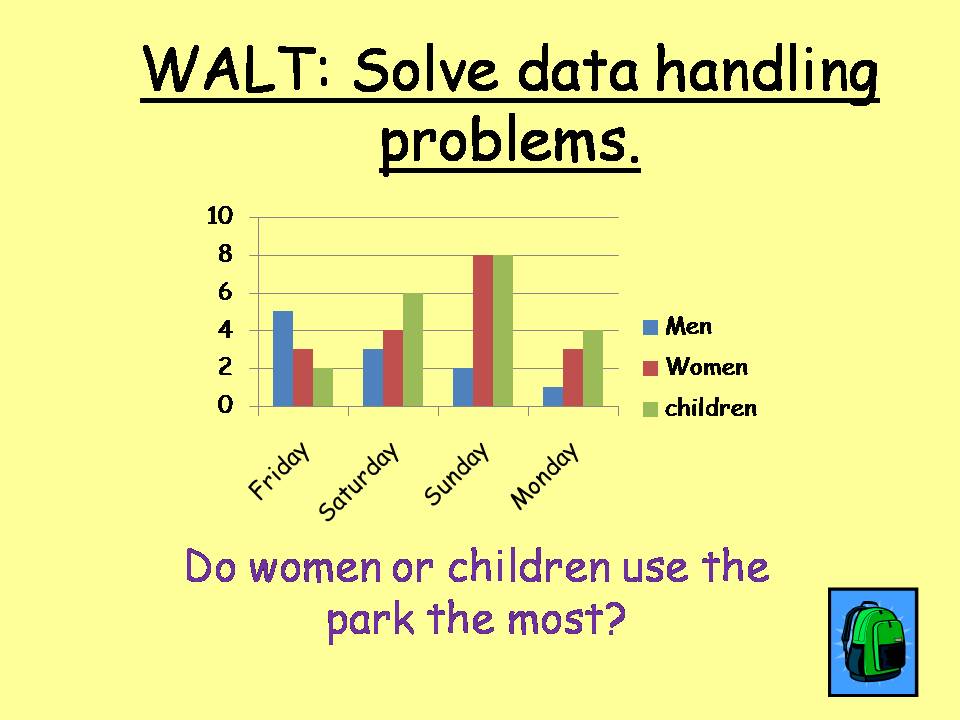 WALT: Solve data handling
problems.
10
8
6
4
2
0
Men
Women
children
Friday
Saturday
Sunday
Monday
Do women or children use the
park the most?